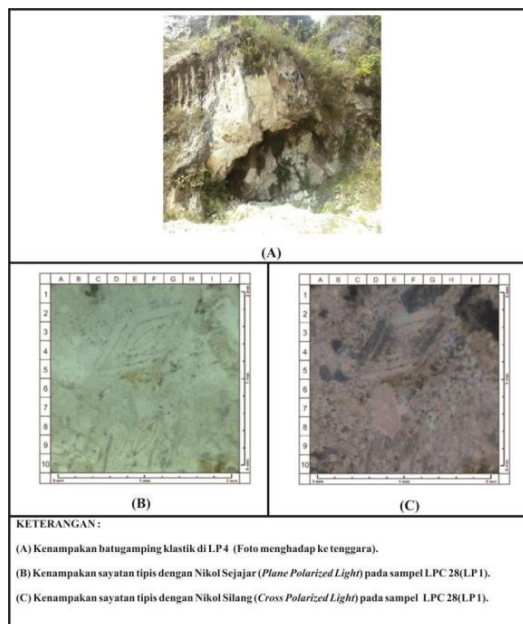 (A)
A B C D E F G H I J
1
2
3
4
5
6
7
8
9
10
(B)
A B C D E F G H I J
1
2
3
4
5
6
7
8
9
10
(C)
KETERANGAN :
(A) Kenampakan batugamping klastik di LP 4 (Foto menghadap ke tenggara).
(B) Kenampakan sayatan tipis dengan Nikol Sejajar (Plane Polarized Light) pada sampel LPC 28(LP 1).
(C) Kenampakan sayatan tipis dengan Nikol Silang (Cross Polarized Light) pada sampel LPC 28(LP 1).